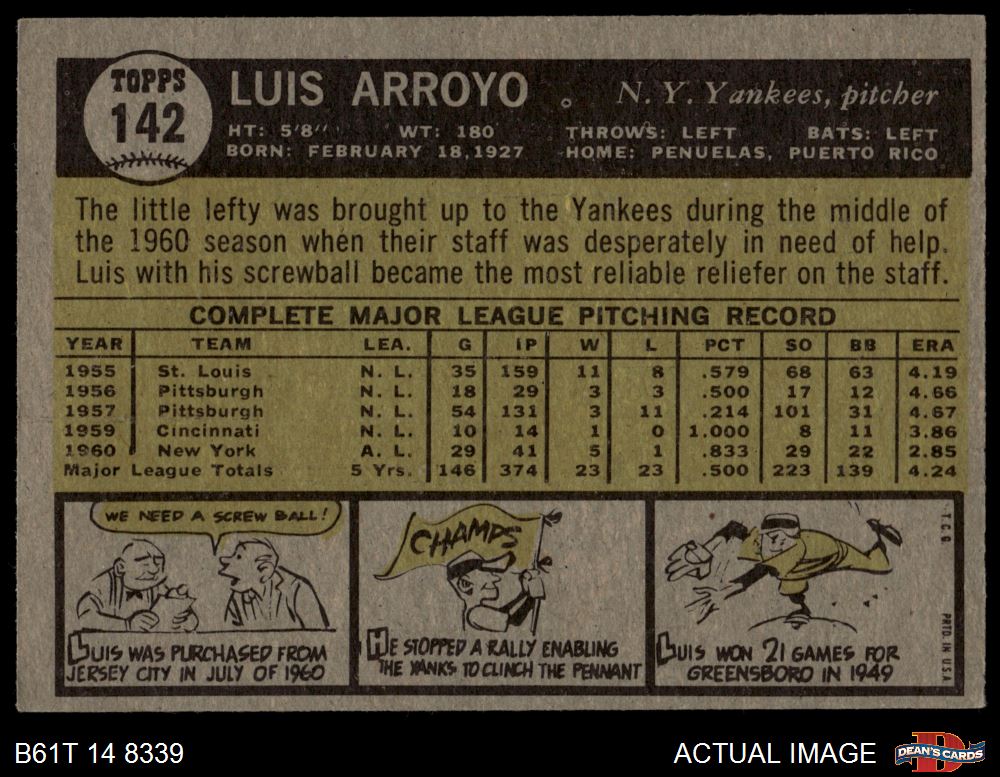 TOPPS
142
LUIS ARROYO
N. Y. Yankees, pitcher
HT: 5'8" WT: 180 THROWS: LEFT BATS: LEFT
BORN: FEBRUARY 18, 1927 HOME: PENUELAS, PUERTO RICO
The little lefty was brought up to the Yankees during the middle of
the 1960 season when their staff was desperately in need of help.
Luis with his screwball became the most reliable reliefer on the staff.
COMPLETE MAJOR LEAGUE PITCHING RECORD
YEAR TEAM LEA. G IP W L PCT SO BB ERA
1955 St. Louis N. L. 35 159 11 8 .579 68 63 4.19
1956 Pittsburgh N. L. 18 29 3 3 .500 17 12 4.66
1957 Pittsburgh N. L. 54 131 3 11 .214 101 31 4.67
1959 Cincinnati N. L. 10 14 1 0 1.000 8 11 3.86
1960 New York A. L. 29 41 5 1 .833 29 22 2.85
Major League Totals 5 Yrs. 146 374 23 23 .500 223 139 4.24
WE NEED A SCREW BALL!
LUIS WAS PURCHASED FROM
JERSEY CITY IN JULY OF 1960
CHAMPS
HE STOPPED A RALLY ENABLING
THE YANKS TO CLINCH THE PENNANT
LUIS WON 21 GAMES FOR
GREENSBORO IN 1949
T.C.G.
PRTD. IN U.S.A.
B61T 14 8339
ACTUAL IMAGE
DEAN'S CARDS